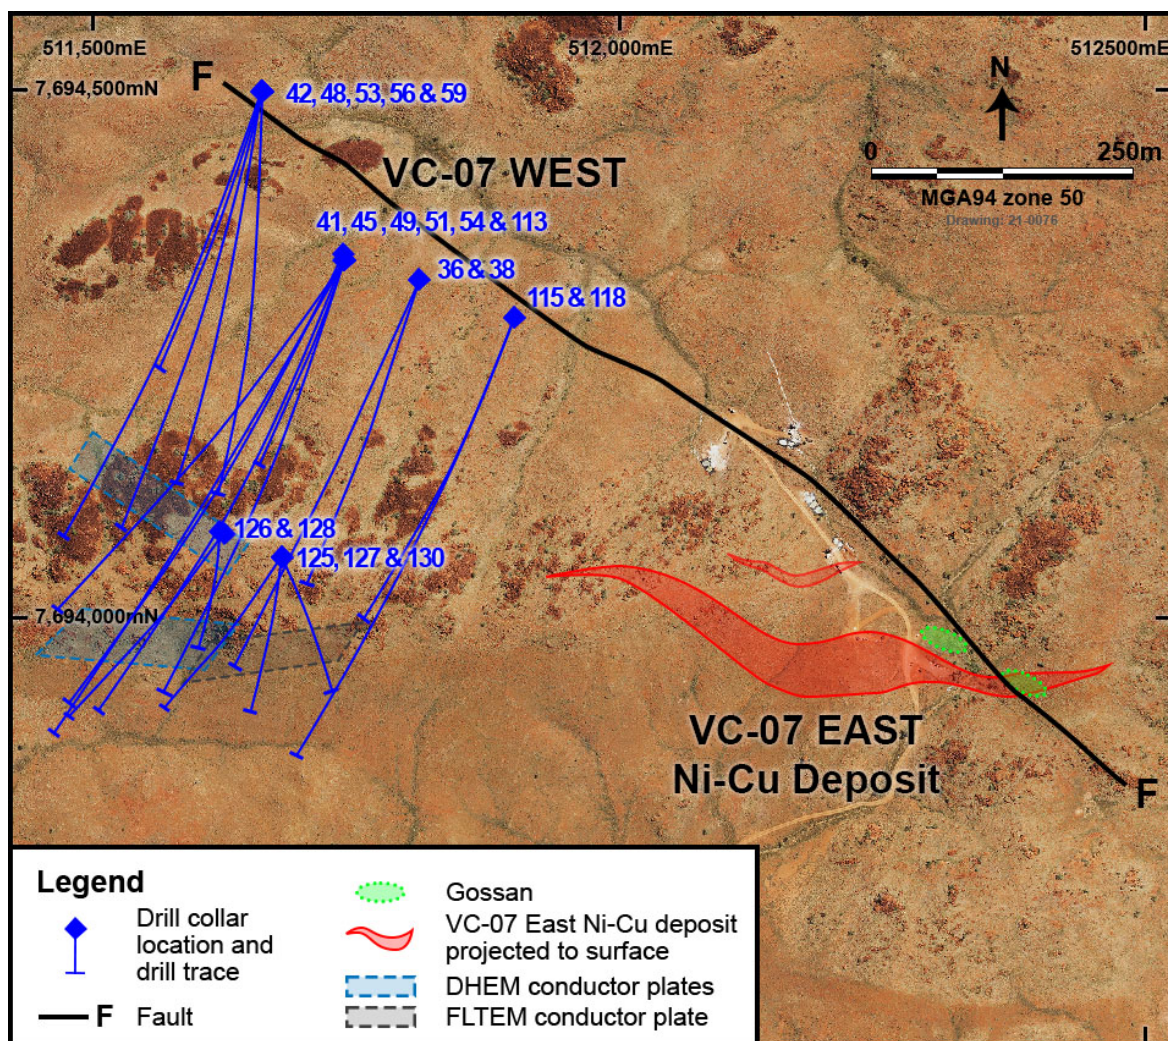 511,500mE
512,000mE
512500mE
F
7,694,500mN
42, 48, 53, 56 & 59
N
0
250m
MGA94 zone 50
Drawing: 21-0076
VC-07 WEST
41, 45 , 49, 51, 54 & 113
36 & 38
115 & 118
126 & 128
125, 127 & 130
7,694,000mN
VC-07 EAST
Ni-Cu Deposit
F
Legend
Drill collar
location and
drill trace
F Fault
Gossan
VC-07 East Ni-Cu deposit
projected to surface
DHEM conductor plates
FLTEM conductor plate